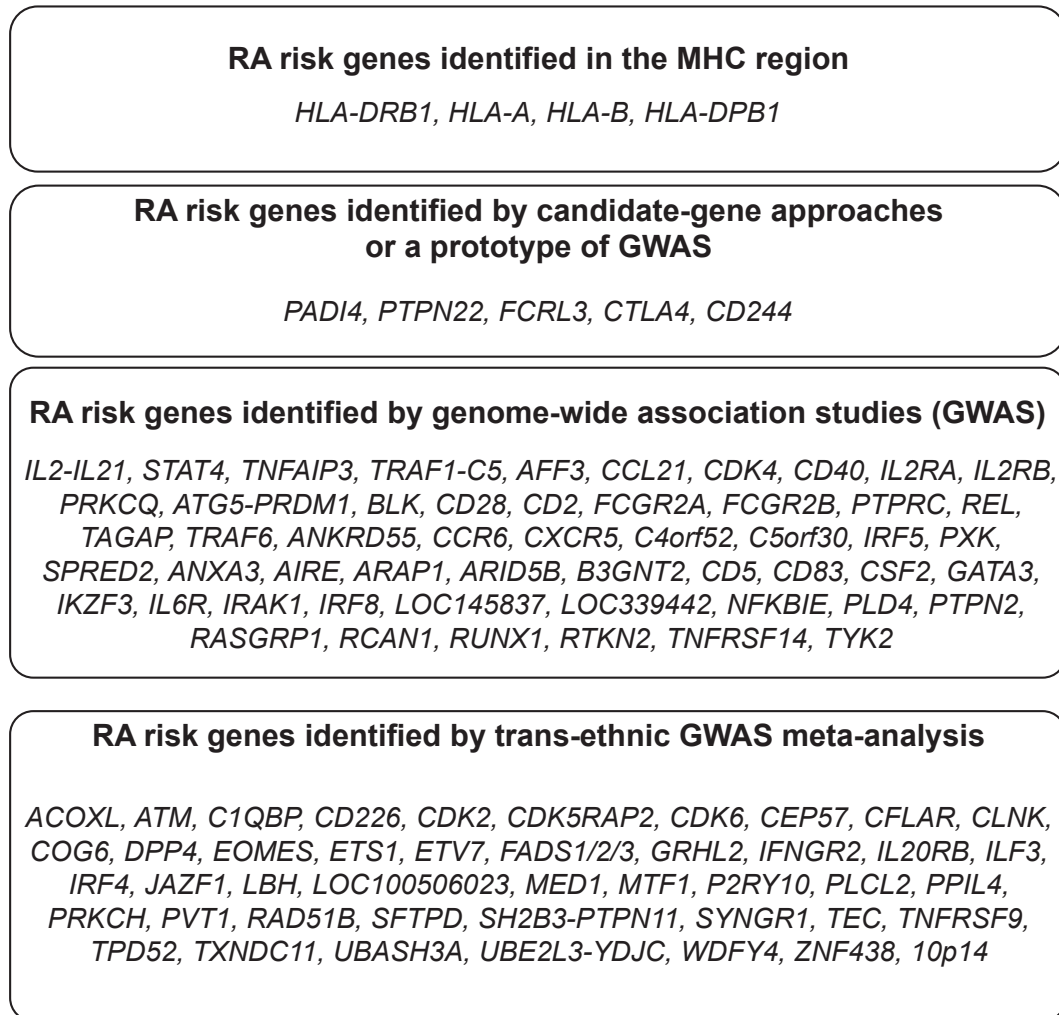 RA risk genes identified in the MHC region
HLA-DRB1, HLA-A, HLA-B, HLA-DPB1
RA risk genes identified by candidate-gene approaches
or a prototype of GWAS
PADI4, PTPN22, FCRL3, CTLA4, CD244
RA risk genes identified by genome-wide association studies (GWAS)
IL2-IL21, STAT4, TNFAIP3, TRAF1-C5, AFF3, CCL21, CDK4, CD40, IL2RA, IL2RB,
PRKCQ, ATG5-PRDM1, BLK, CD28, CD2, FCGR2A, FCGR2B, PTPRC, REL,
TAGAP, TRAF6, ANKRD55, CCR6, CXCR5, C4orf52, C5orf30, IRF5, PXK,
SPRED2, ANXA3, AIRE, ARAP1, ARID5B, B3GNT2, CD5, CD83, CSF2, GATA3,
IKZF3, IL6R, IRAK1, IRF8, LOC145837, LOC339442, NFKBIE, PLD4, PTPN2,
RASGRP1, RCAN1, RUNX1, RTKN2, TNFRSF14, TYK2
RA risk genes identified by trans-ethnic GWAS meta-analysis
ACOXL, ATM, C1QBP, CD226, CDK2, CDK5RAP2, CDK6, CEP57, CFLAR, CLNK,
COG6, DPP4, EOMES, ETS1, ETV7, FADS1/2/3, GRHL2, IFNGR2, IL20RB, ILF3,
IRF4, JAZF1, LBH, LOC100506023, MED1, MTF1, P2RY10, PLCL2, PPIL4,
PRKCH, PVT1, RAD51B, SFTPD, SH2B3-PTPN11, SYNGR1, TEC, TNFRSF9,
TPD52, TXNDC11, UBASH3A, UBE2L3-YDJC, WDFY4, ZNF438, 10p14